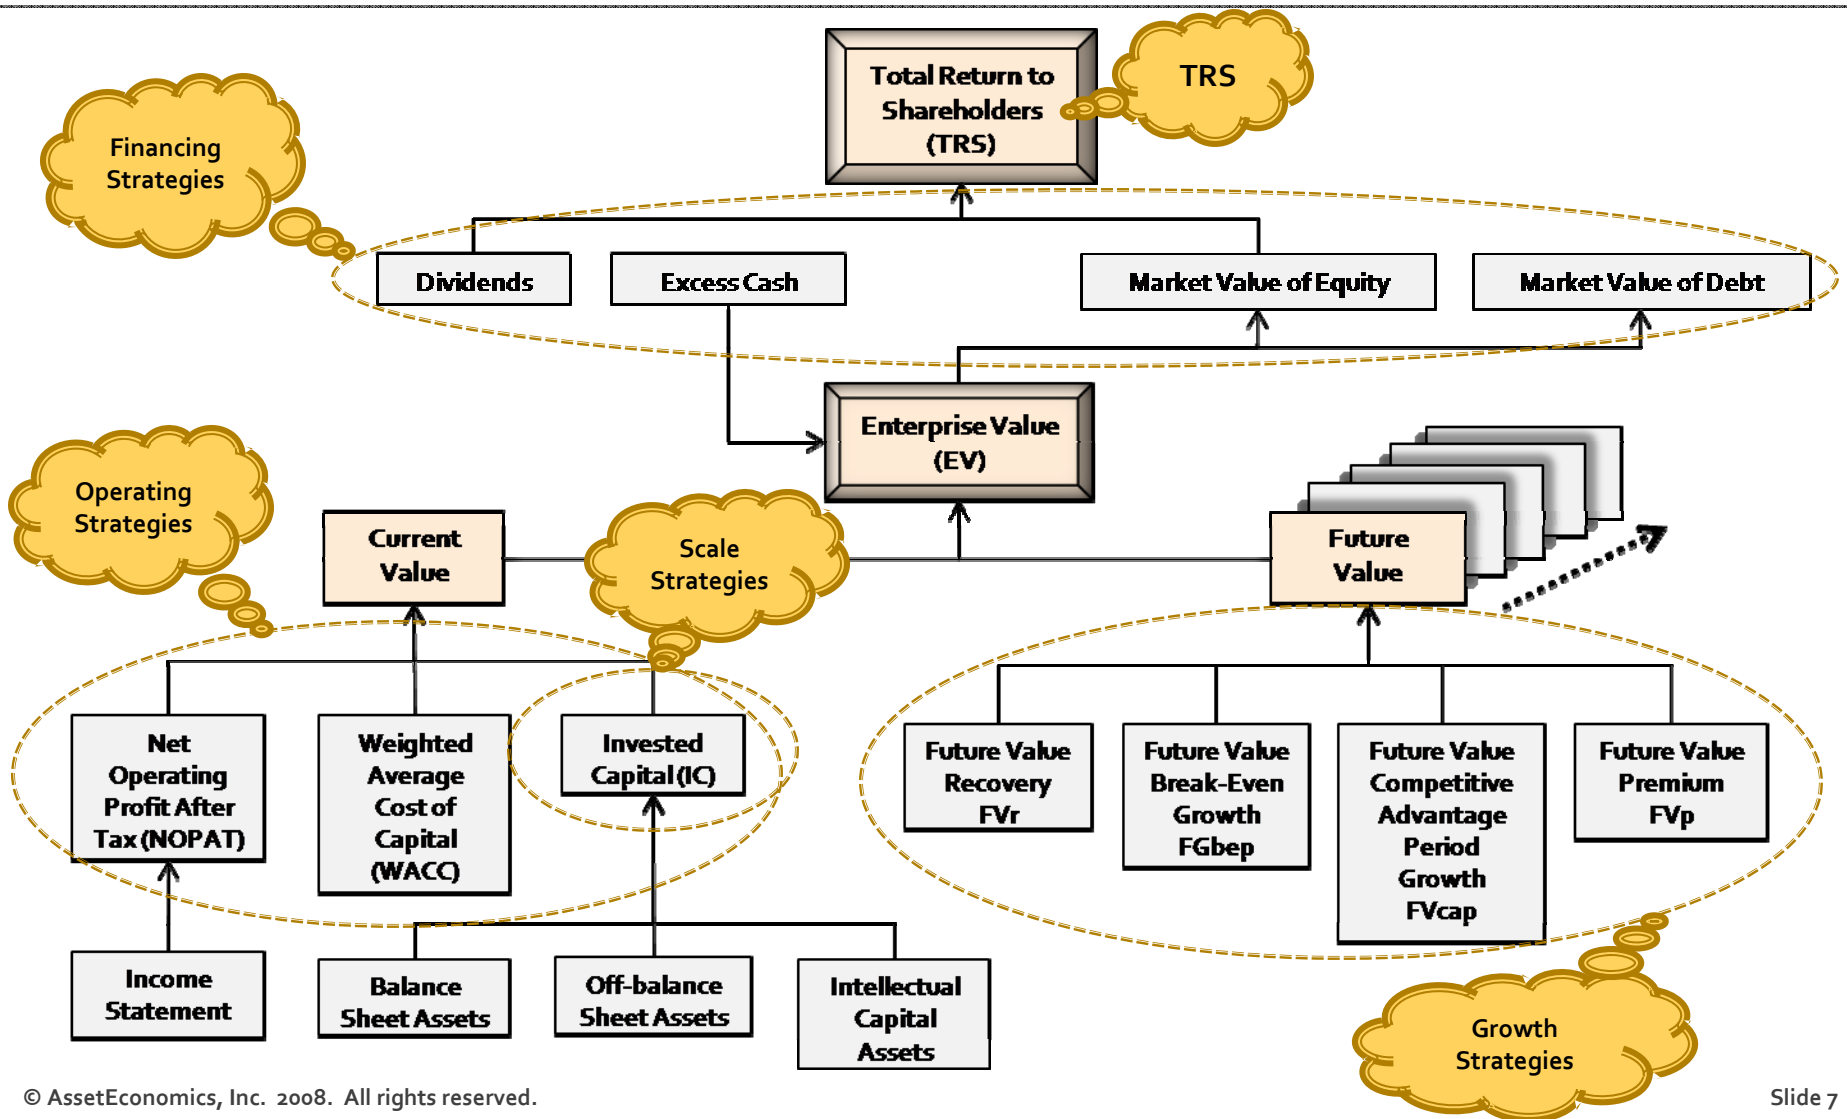 Total Return to
Shareholders
(TRS)
TRS
Financing
Strategies
Dividends
Excess Cash
Market Value of Equity
Market Value of Debt
Enterprise Value
(EV)
Operating
Strategies
Current
Value
Scale
Strategies
Future
Value
Net
Operating
Profit After
Tax (NOPAT)
Weighted
Average
Cost of
Capital
(WACC)
Invested
Capital (IC)
Future Value
Recovery
FVr
Future Value
Break-Even
Growth
FGbep
Future Value
Competitive
Advantage
Period
Growth
FVcap
Future Value
Premium
FVp
Income
Statement
Balance
Sheet Assets
Off-balance
Sheet Assets
Intellectual
Capital
Assets
Growth
Strategies
© AssetEconomics, Inc. 2008. All rights reserved.
Slide 7